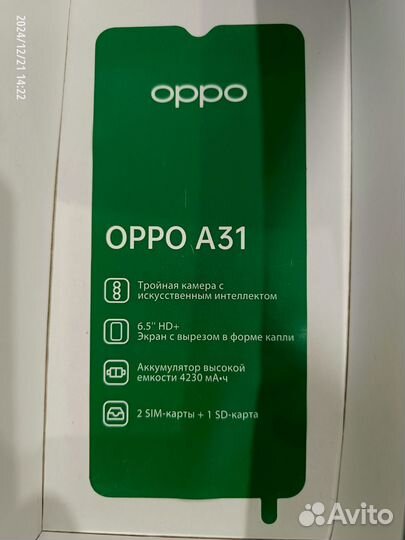 2024/12/21 14:22
oppo
OPPO A31
Тройная камера с
искусственным интеллектом
6.5" HD+
Экран с вырезом в форме капли
Аккумулятор высокой
емкости 4230 мА•ч
2 SIM-карты + 1 SD-карта
Avito